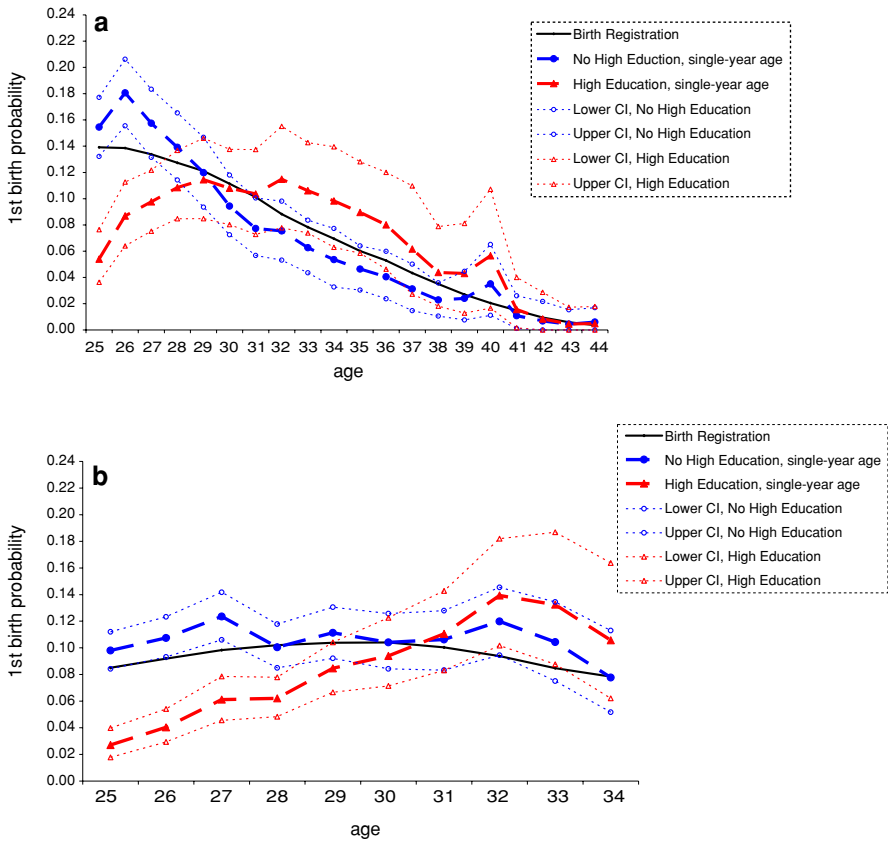 a
1st birth probability
0.24
0.22
0.20
0.18
0.16
0.14
0.12
0.10
0.08
0.06
0.04
0.02
0.00
25 26 27 28 29 30 31 32 33 34 35 36 37 38 39 40 41 42 43 44
age
Birth Registration
No High Eduction, single-year age
High Education, single-year age
Lower CI, No High Education
Upper CI, No High Education
Lower CI, High Education
Upper CI, High Education
b
1st birth probability
0.24
0.22
0.20
0.18
0.16
0.14
0.12
0.10
0.08
0.06
0.04
0.02
0.00
25 26 27 28 29 30 31 32 33 34
age
Birth Registration
No High Education, single-year age
High Education, single-year age
Lower CI, No High Education
Upper CI, No High Education
Lower CI, High Education
Upper CI, High Education